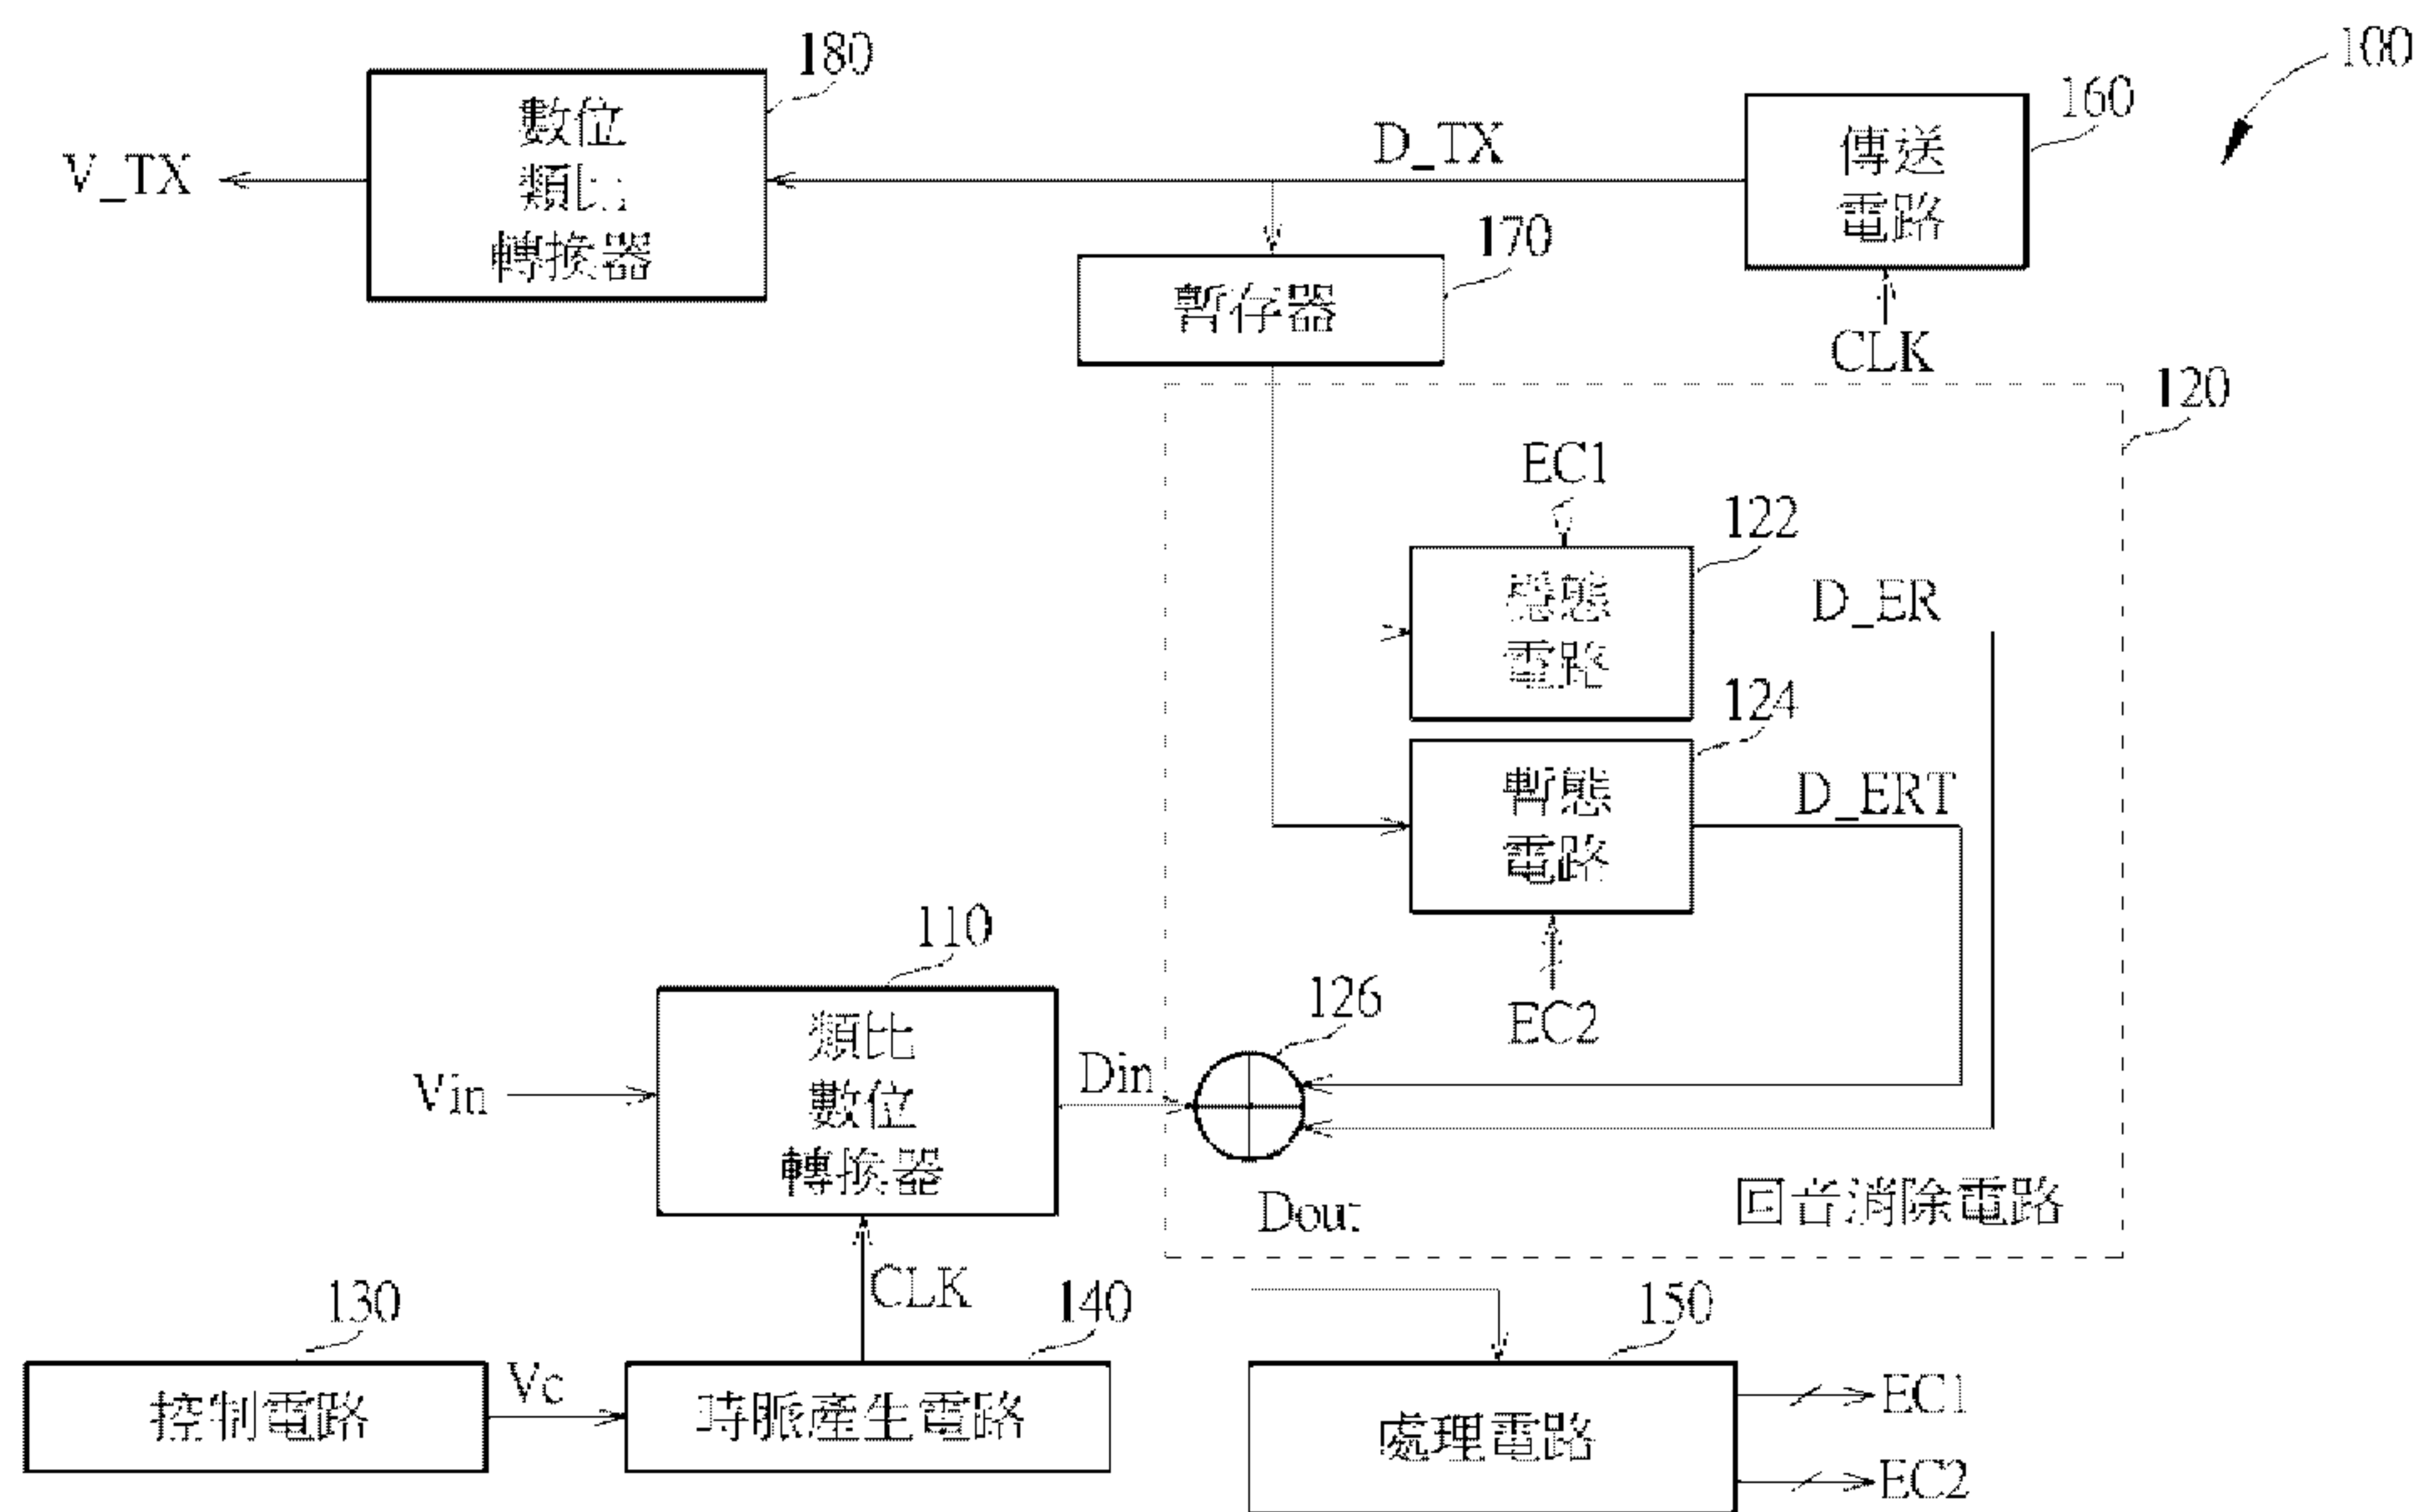 100
180
數位
類比
轉換器
V_TX
D_TX
160
傳送
電路
CLK
170
暫存器
120
EC1
122
穩態
電路
D_ER
124
暫態
電路
D_ERT
EC2
110
類比
數位
轉換器
Vin
Din
126
Dout
回音消除電路
CLK
130
控制電路
Vc
140
時脈產生電路
150
處理電路
EC1
EC2